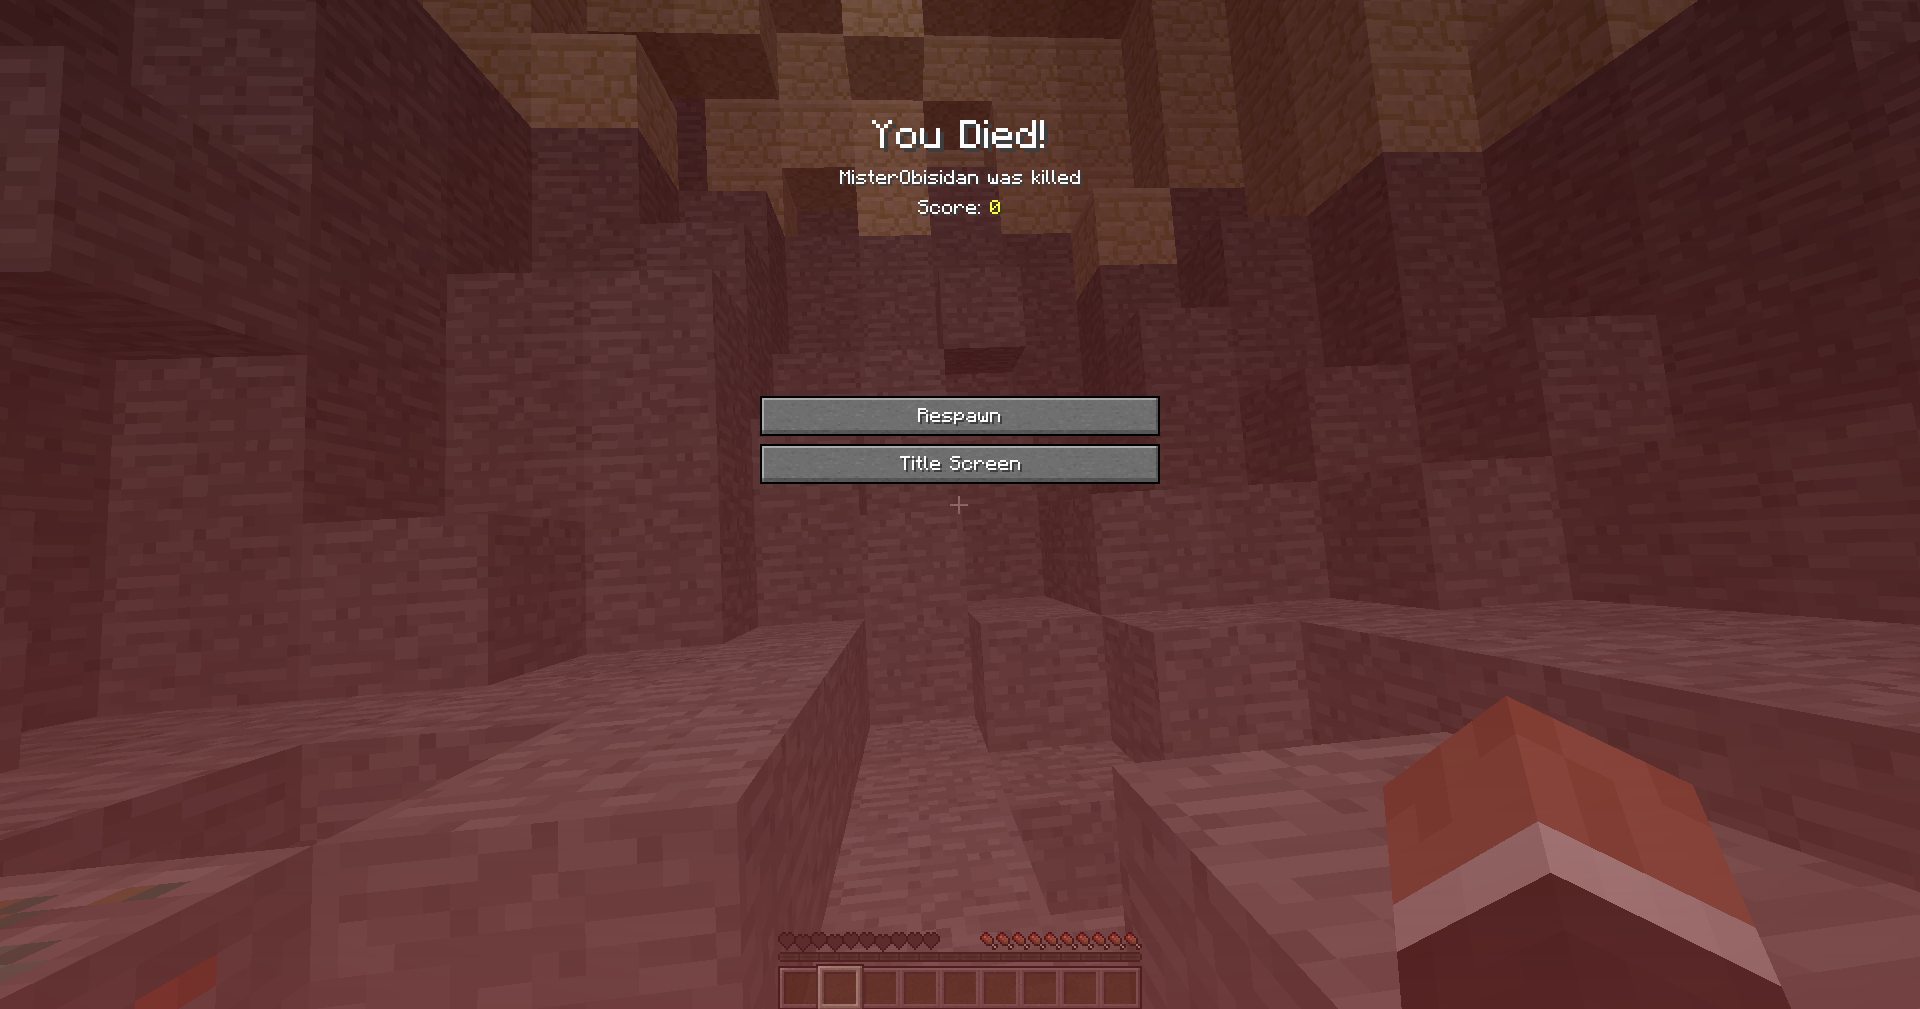 You Died!
MisterObisidan was killed
Score: 0
Respawn
Title Screen